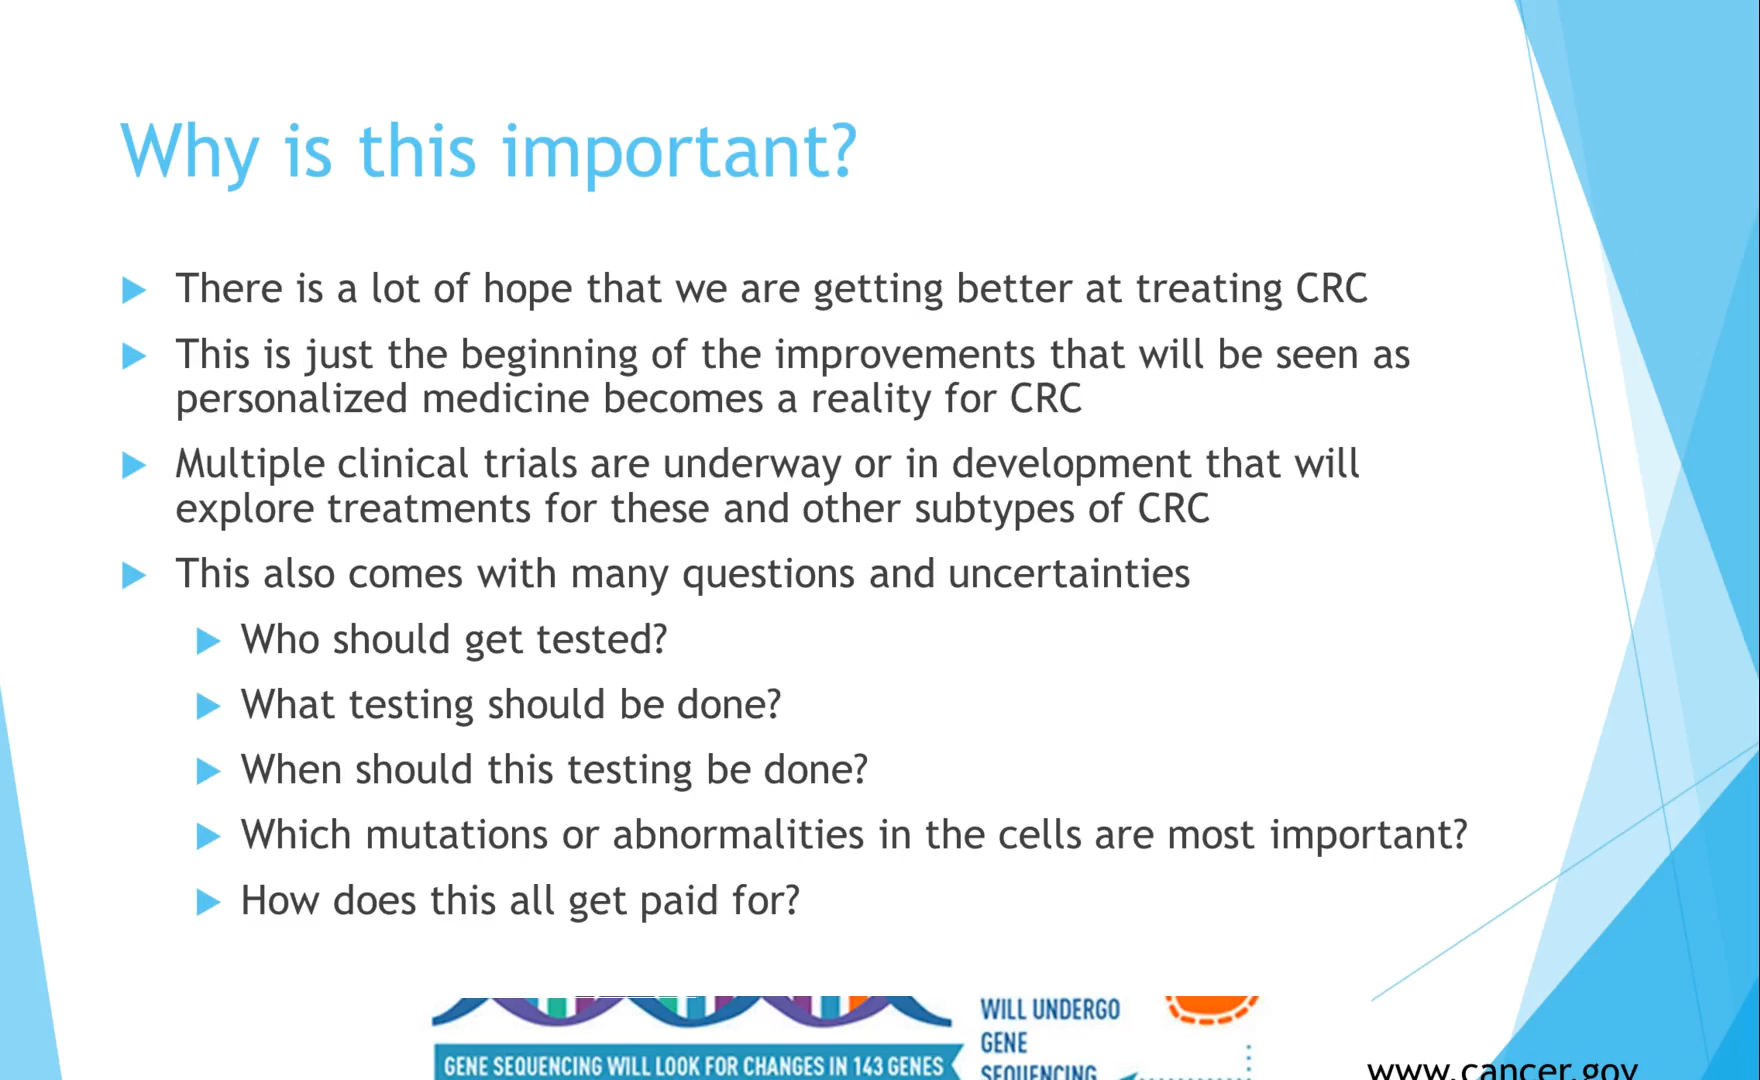 Why is this important?
There is a lot of hope that we are getting better at treating CRC
This is just the beginning of the improvements that will be seen as
personalized medicine becomes a reality for CRC
Multiple clinical trials are underway or in development that will
explore treatments for these and other subtypes of CRC
This also comes with many questions and uncertainties
Who should get tested?
What testing should be done?
When should this testing be done?
Which mutations or abnormalities in the cells are most important?
How does this all get paid for?
GENE SEQUENCING WILL LOOK FOR CHANGES IN 143 GENES
WILL UNDERGO
GENE
SEQUENCING
www.cancer.gov